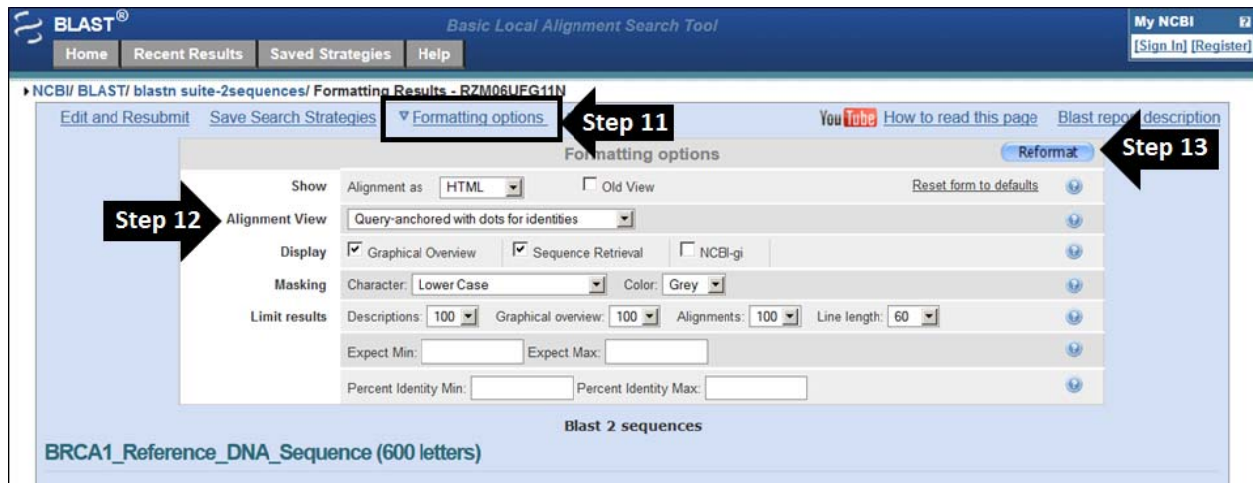 BLAST® Basic Local Alignment Search Tool My NCBI
Home Recent Results Saved Strategies Help [Sign In] [Register]
NCBI/ BLAST/ blastn suite-2sequences/ Formatting Results - RZM06UFG11N
Edit and Resubmit Save Search Strategies Formatting options Step 11 YouTube How to read this page Blast report description
Formatting options Reformat Step 13
Show Alignment as HTML Old View Reset form to defaults
Step 12 Alignment View Query-anchored with dots for identities
Display Graphical Overview Sequence Retrieval NCBI-gi
Masking Character: Lower Case Color: Grey
Limit results Descriptions: 100 Graphical overview: 100 Alignments: 100 Line length: 60
Expect Min: Expect Max:
Percent Identity Min: Percent Identity Max:
Blast 2 sequences
BRCA1_Reference_DNA_Sequence (600 letters)